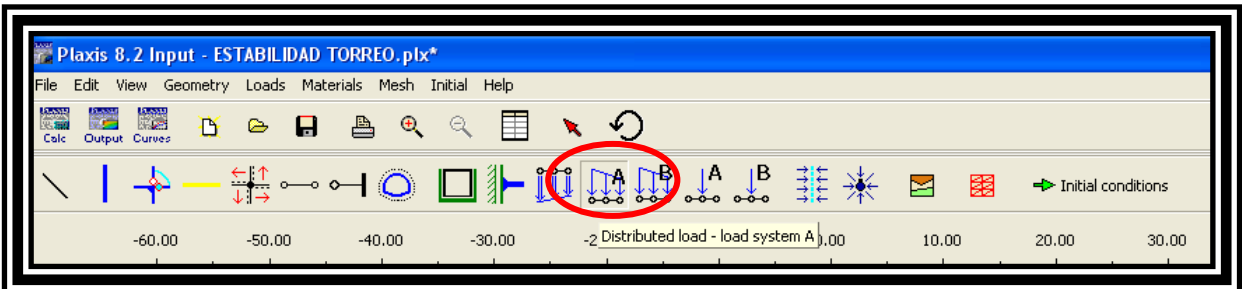 Plaxis 8.2 Input - ESTABILIDAD TORREO.plx*
File Edit View Geometry Loads Materials Mesh Initial Help
Calc Output Curves
A B A B Initial conditions
-60.00 -50.00 -40.00 -30.00 -2 Distributed load - load system A .00 10.00 20.00 30.00